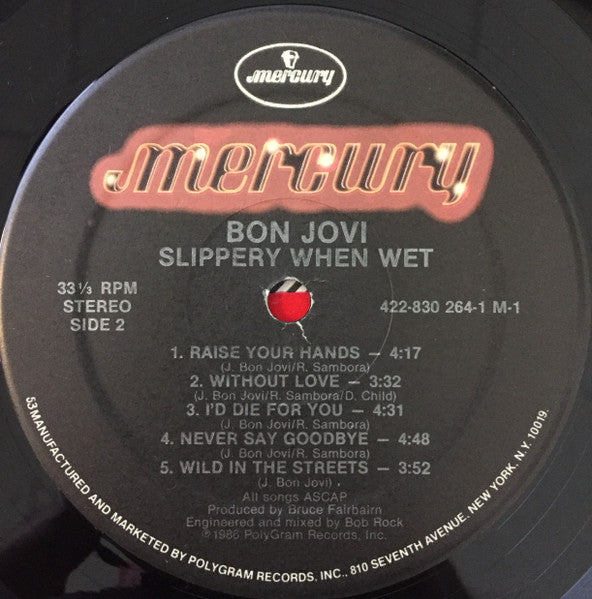 mercury
mercury
BON JOVI
SLIPPERY WHEN WET
33 1/3 RPM
STEREO
SIDE 2
422-830 264-1 M-1
1. RAISE YOUR HANDS — 4:17
(J. Bon Jovi/R. Sambora)
2. WITHOUT LOVE — 3:32
(J. Bon Jovi/R. Sambora/D. Child)
3. I'D DIE FOR YOU — 4:31
(J. Bon Jovi/R. Sambora)
4. NEVER SAY GOODBYE — 4:48
(J. Bon Jovi/R. Sambora)
5. WILD IN THE STREETS — 3:52
(J. Bon Jovi)
All songs ASCAP
Produced by Bruce Fairbairn
Engineered and mixed by Bob Rock
℗1986 PolyGram Records, Inc.
53 MANUFACTURED AND MARKETED BY POLYGRAM RECORDS, INC., 810 SEVENTH AVENUE, NEW YORK, N.Y. 10019.